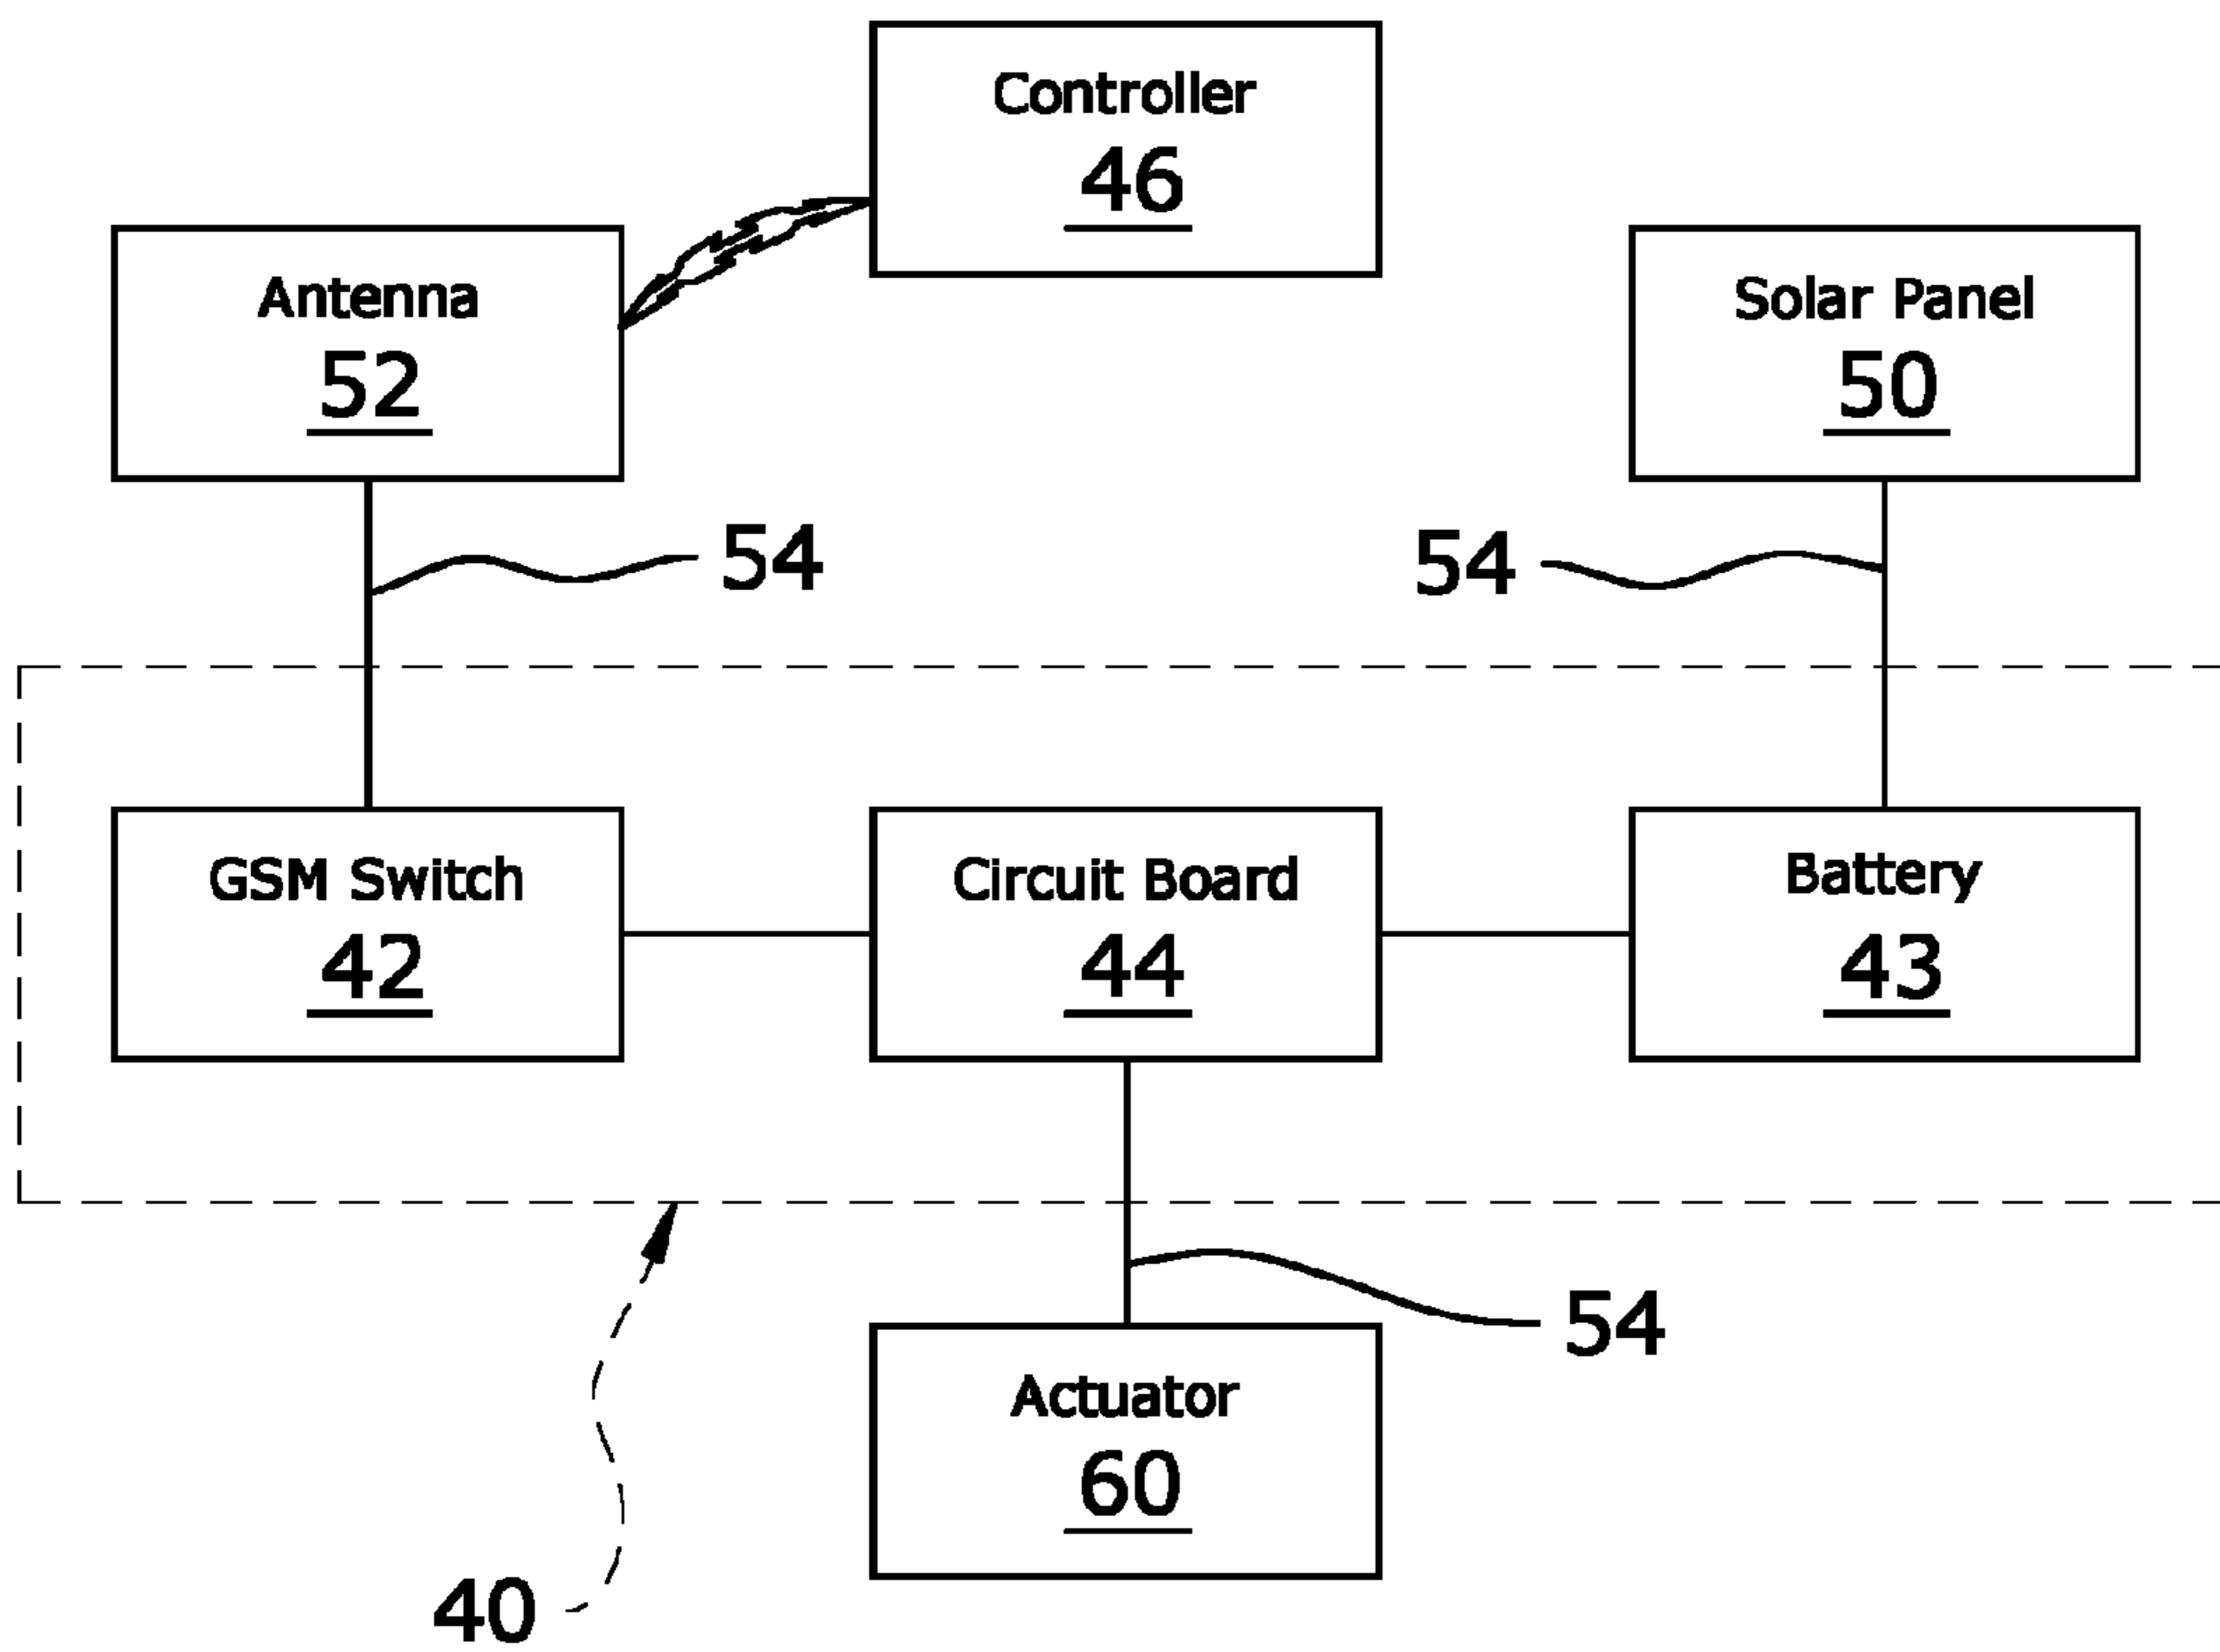 Controller
46
Antenna
52
Solar Panel
50
54
54
GSM Switch
42
Circuit Board
44
Battery
43
54
Actuator
60
40